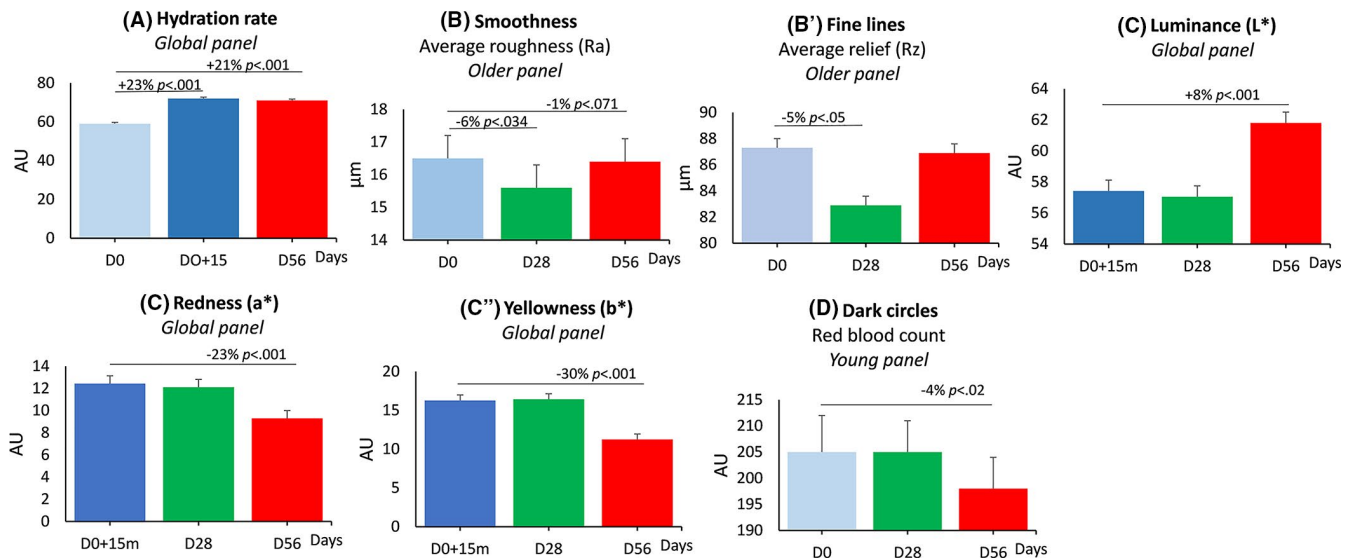 (A) Hydration rate
Global panel
+21% p<.001
+23% p<.001
80
60
40
20
0
AU
D0
DO+15
D56
Days
(B) Smoothness
Average roughness (Ra)
Older panel
-1% p<.071
-6% p<.034
18
17
16
15
14
µm
D0
D28
D56
Days
(B’) Fine lines
Average relief (Rz)
Older panel
-5% p<.05
90
88
86
84
82
80
µm
D0
D28
D56
Days
(C) Luminance (L*)
Global panel
+8% p<.001
64
62
60
58
56
54
AU
D0+15m
D28
D56
Days
(C) Redness (a*)
Global panel
-23% p<.001
14
12
10
8
6
4
2
0
AU
D0+15m
D28
D56
Days
(C”) Yellowness (b*)
Global panel
-30% p<.001
20
15
10
5
0
AU
D0+15m
D28
D56
Days
(D) Dark circles
Red blood count
Young panel
-4% p<.02
215
210
205
200
195
190
AU
D0
D28
D56
Days